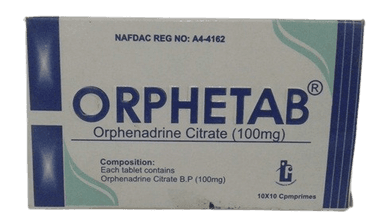 NAFDAC REG NO: A4-4162
ORPHETAB®
Orphenadrine Citrate (100mg)
Composition:
Each tablet contains
Orphenadrine Citrate B.P (100mg)
10X10 Cpmprimes